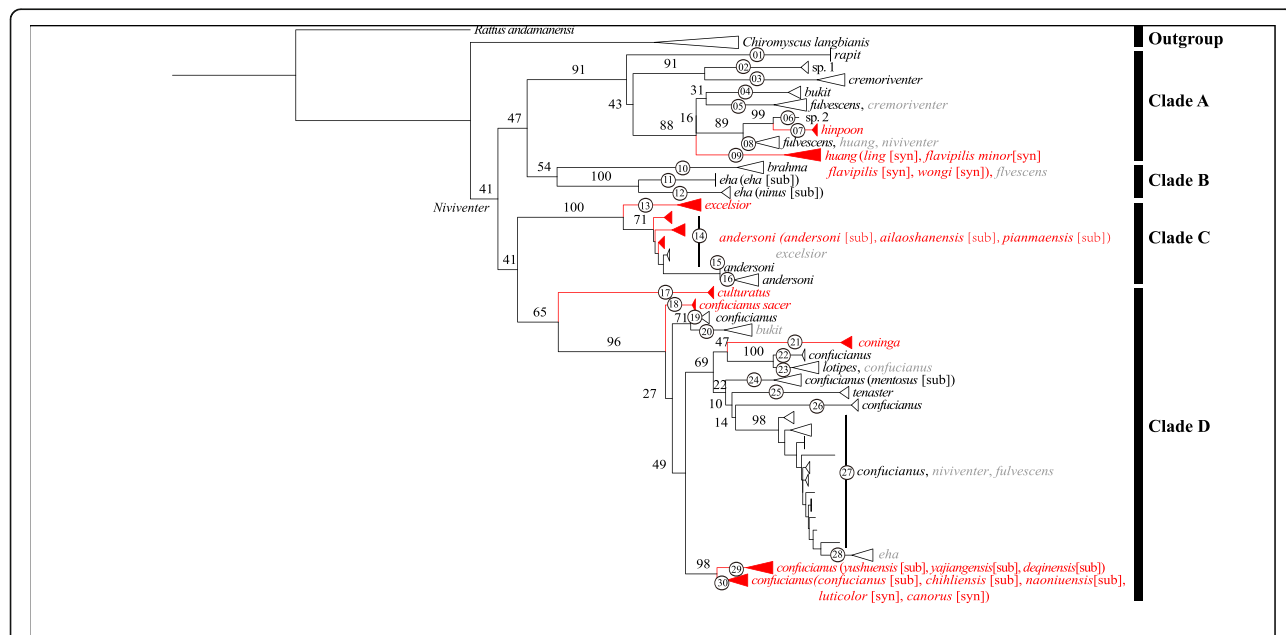 Rattus andamanensi
Chiromyscus langbianis
Outgroup
01
rapit
91
91
02
sp. 1
03
cremoriventer
43
31
04
bukit
05
fulvescens, cremoriventer
Clade A
47
16
99
06
sp. 2
88
89
07
hinpoon
08
fulvescens, huang, niviventer
09
huang (ling [syn], flavipilis minor[syn]
flavipilis [syn], wongi [syn]), flvescens
54
10
brahma
100
11
eha (eha [sub])
Clade B
41
12
eha (ninus [sub])
Niviventer
100
13
excelsior
71
14
andersoni (andersoni [sub], ailaoshanensis [sub], pianmaensis [sub])
excelsior
Clade C
41
15
andersoni
16
andersoni
17
culturatus
18
confucianus sacer
65
71
19
confucianus
20
bukit
96
47
21
coninga
100
22
confucianus
69
23
lotipes, confucianus
22
24
confucianus (mentosus [sub])
25
tenaster
27
10
26
confucianus
14
98
Clade D
49
27
confucianus, niviventer, fulvescens
28
eha
98
29
confucianus (yushuensis [sub], yajiangensis[sub], deqinensis[sub])
30
confucianus(confucianus [sub], chihliensis [sub], naoniuensis[sub],
luticolor [syn], canorus [syn])